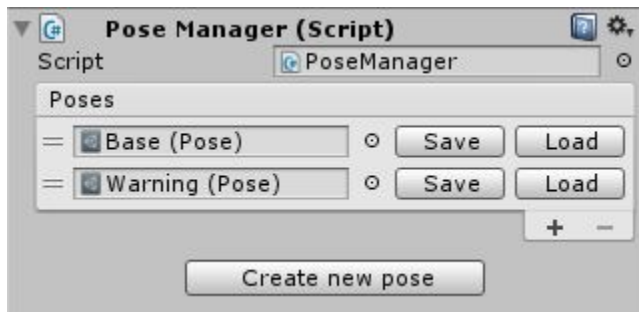 Pose Manager (Script)
Script PoseManager
Poses
Base (Pose) Save Load
Warning (Pose) Save Load
+ −
Create new pose